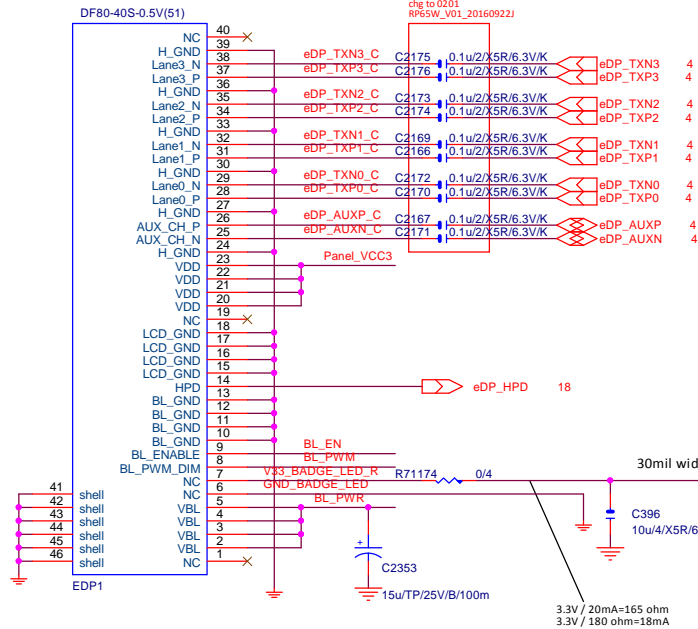 DF80-40S-0.5V(51)
chg to 0201
RP65W_V01_20160922J
NC 40
H_GND 39
Lane3_N 38 eDP_TXN3_C C2175 0.1u/2/X5R/6.3V/K eDP_TXN3 4
Lane3_P 37 eDP_TXP3_C C2176 0.1u/2/X5R/6.3V/K eDP_TXP3 4
H_GND 36
Lane2_N 35 eDP_TXN2_C C2173 0.1u/2/X5R/6.3V/K eDP_TXN2 4
Lane2_P 34 eDP_TXP2_C C2174 0.1u/2/X5R/6.3V/K eDP_TXP2 4
H_GND 33
Lane1_N 32 eDP_TXN1_C C2169 0.1u/2/X5R/6.3V/K eDP_TXN1 4
Lane1_P 31 eDP_TXP1_C C2166 0.1u/2/X5R/6.3V/K eDP_TXP1 4
H_GND 30
Lane0_N 29 eDP_TXN0_C C2172 0.1u/2/X5R/6.3V/K eDP_TXN0 4
Lane0_P 28 eDP_TXP0_C C2170 0.1u/2/X5R/6.3V/K eDP_TXP0 4
H_GND 27
AUX_CH_P 26 eDP_AUXP_C C2167 0.1u/2/X5R/6.3V/K eDP_AUXP 4
AUX_CH_N 25 eDP_AUXN_C C2171 0.1u/2/X5R/6.3V/K eDP_AUXN 4
H_GND 24
VDD 23 Panel_VCC3
VDD 22
VDD 21
VDD 20
NC 19
LCD_GND 18
LCD_GND 17
LCD_GND 16
LCD_GND 15
HPD 14 eDP_HPD 18
BL_GND 13
BL_GND 12
BL_GND 11
BL_GND 10
BL_ENABLE 9 BL_EN
BL_PWM_DIM 8 BL_PWM
NC 7 V33_BADGE_LED_R R71174 0/4 30mil wid
41 shell NC 6 GND_BADGE_LED
42 shell VBL 5 BL_PWR
43 shell VBL 4 C396
44 shell VBL 3 10u/4/X5R/6
45 shell VBL 2
46 shell NC 1
+
C2353
EDP1
15u/TP/25V/B/100m
3.3V / 20mA=165 ohm
3.3V / 180 ohm=18mA